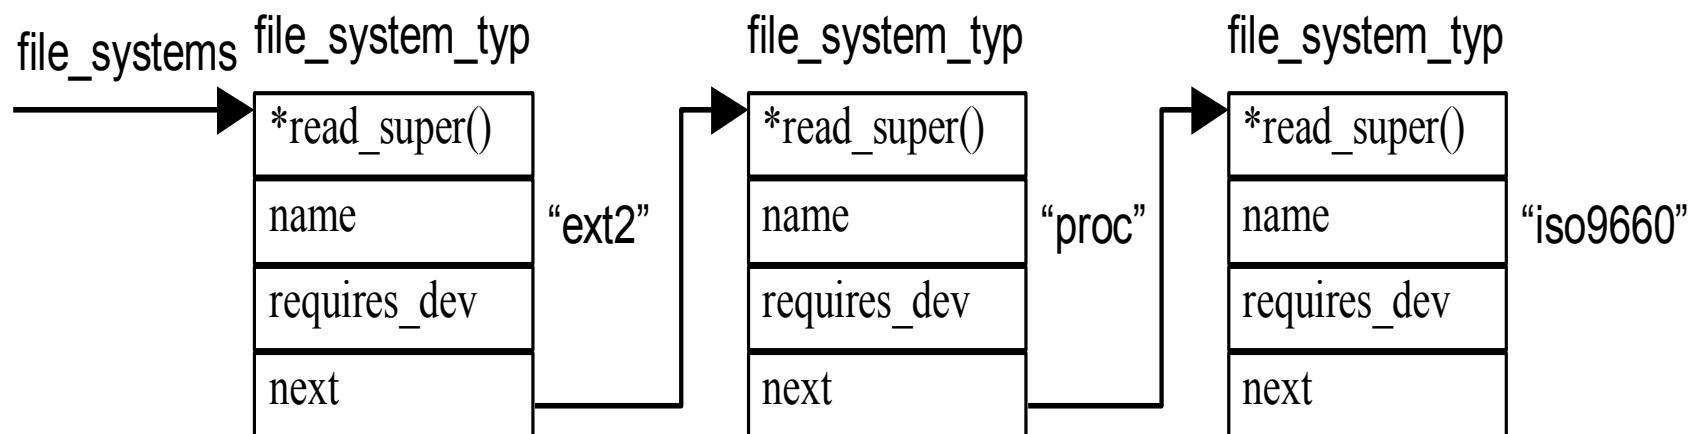 file_systems
file_system_typ
*read_super()
name
“ext2”
requires_dev
next
file_system_typ
*read_super()
name
“proc”
requires_dev
next
file_system_typ
*read_super()
name
“iso9660”
requires_dev
next